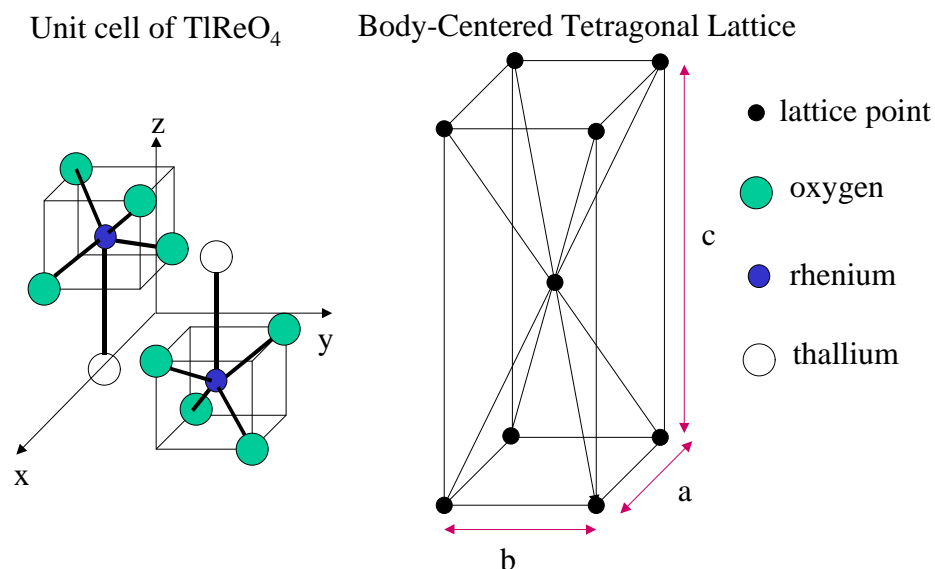 Unit cell of TlReO4
Body-Centered Tetragonal Lattice
z
y
x
c
a
b
lattice point
oxygen
rhenium
thallium